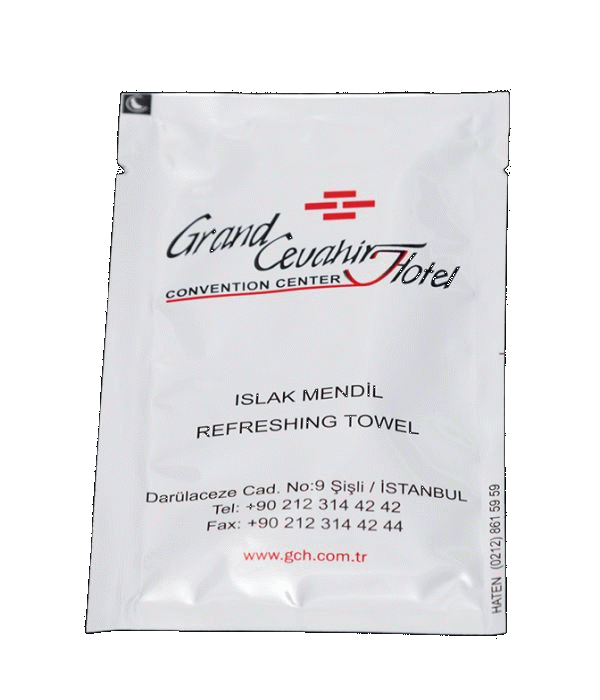 Grand
Cevahir Hotel
CONVENTION CENTER
ISLAK MENDİL
REFRESHING TOWEL
Darülaceze Cad. No:9 Şişli / İSTANBUL
Tel: +90 212 314 42 42
Fax: +90 212 314 42 44
www.gch.com.tr
HATEN (0212) 861 59 59